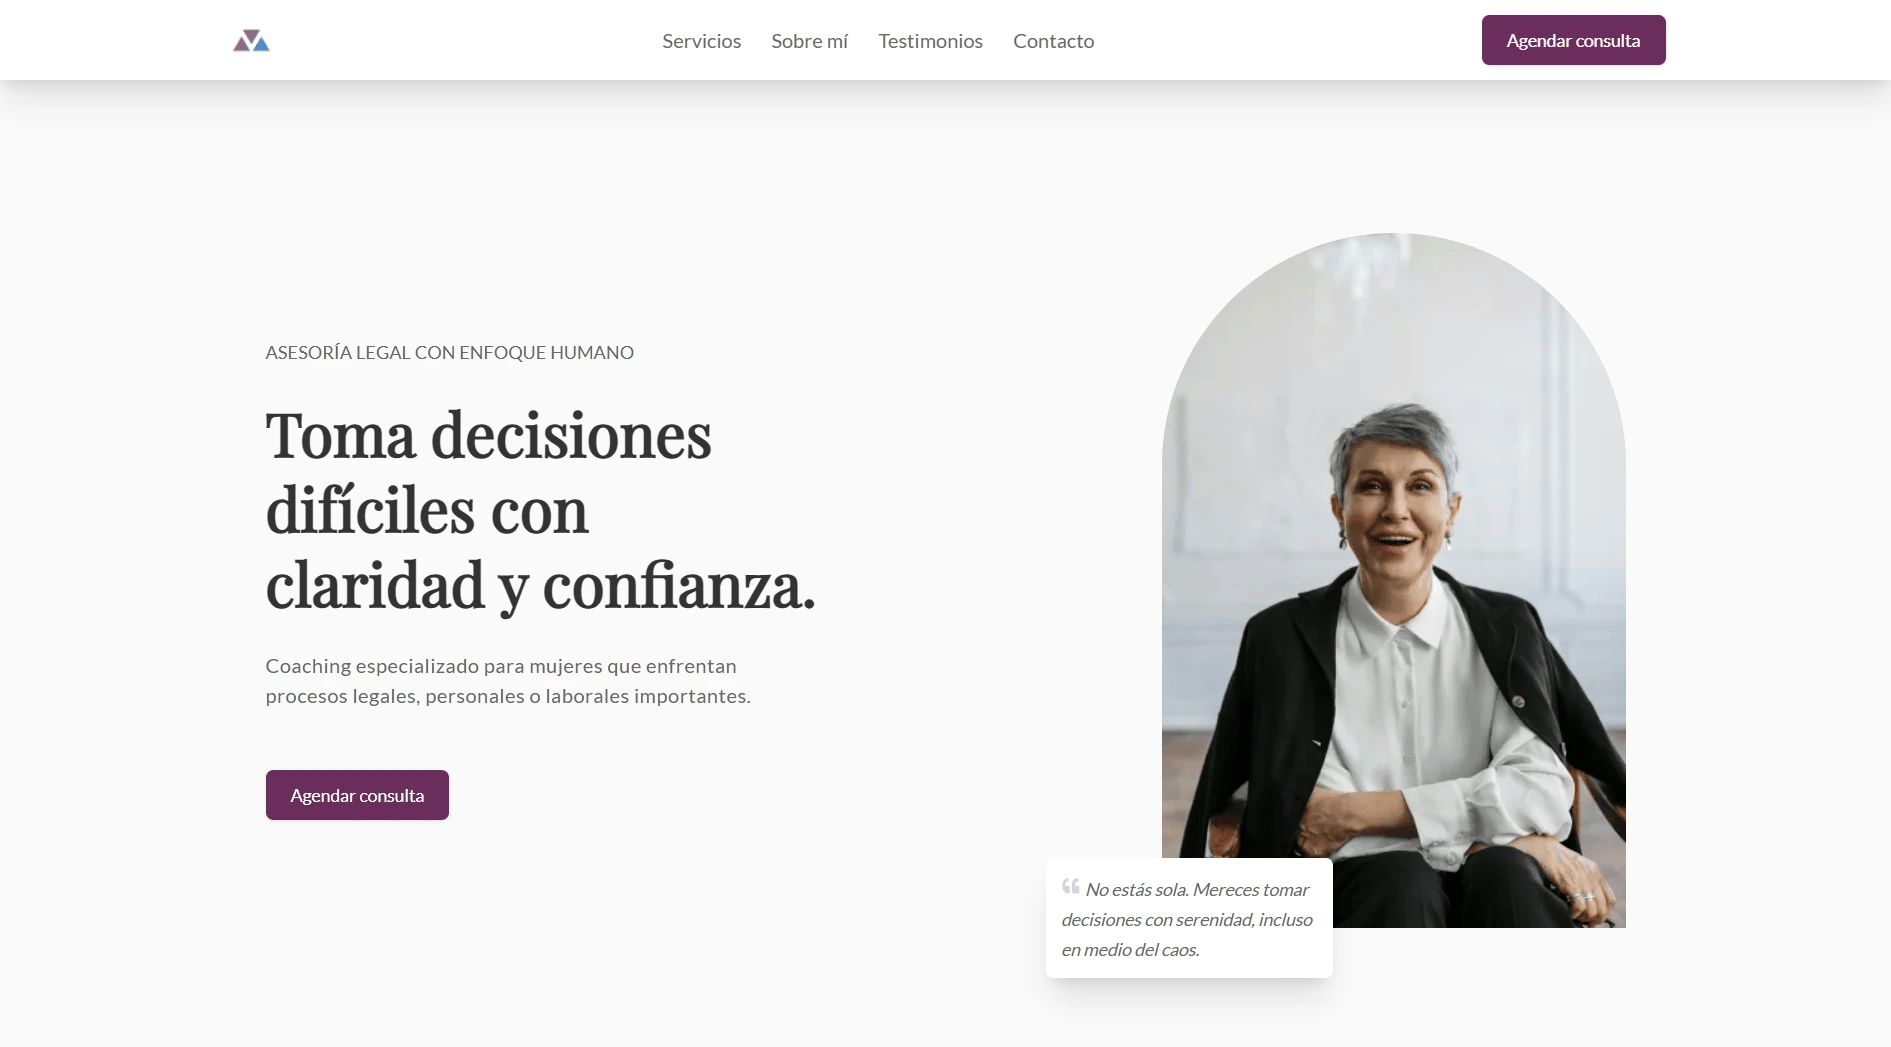 Servicios
Sobre mí
Testimonios
Contacto
Agendar consulta
ASESORÍA LEGAL CON ENFOQUE HUMANO
Toma decisiones
difíciles con
claridad y confianza.
Coaching especializado para mujeres que enfrentan
procesos legales, personales o laborales importantes.
Agendar consulta
“ No estás sola. Mereces tomar
decisiones con serenidad, incluso
en medio del caos.